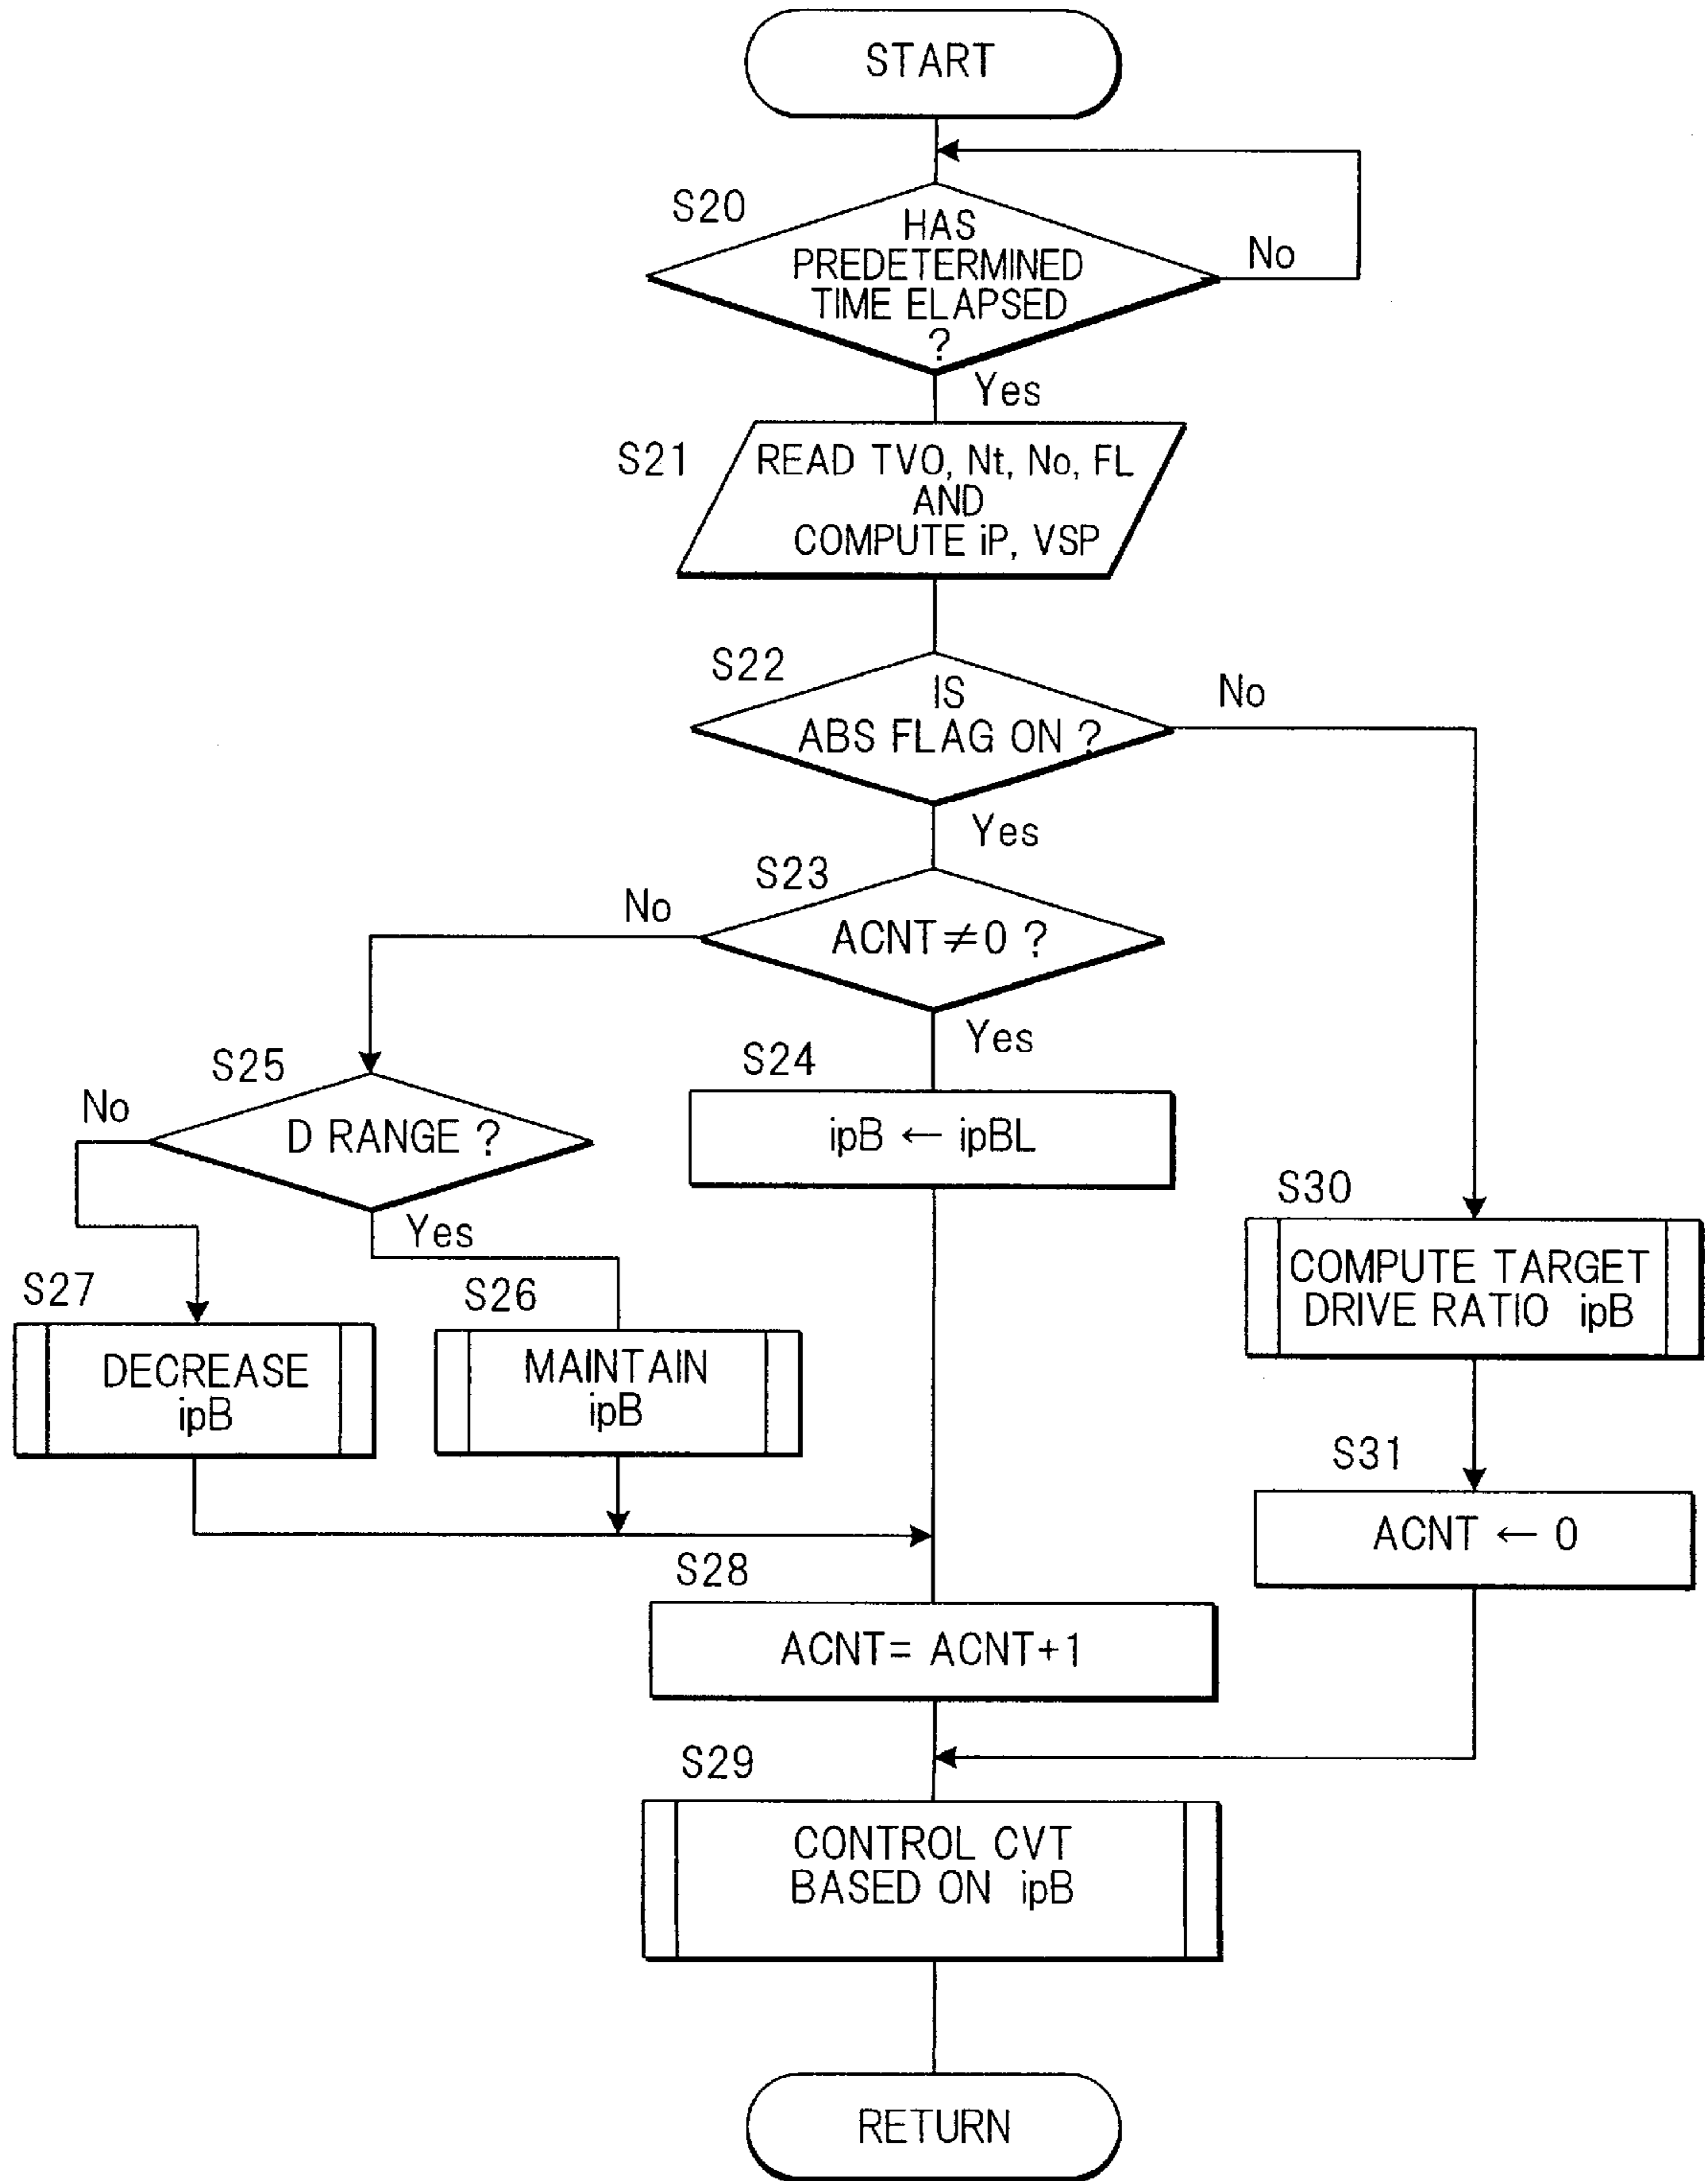 START
S20
HAS
PREDETERMINED
TIME ELAPSED
?
No
Yes
S21
READ TVO, Nt, No, FL
AND
COMPUTE iP, VSP
S22
IS
ABS FLAG ON ?
No
Yes
S23
ACNT≠0 ?
No
Yes
S25
D RANGE ?
No
Yes
S24
ipB ← ipBL
S30
COMPUTE TARGET
DRIVE RATIO ipB
S27
DECREASE
ipB
S26
MAINTAIN
ipB
S31
ACNT ← 0
S28
ACNT= ACNT+1
S29
CONTROL CVT
BASED ON ipB
RETURN